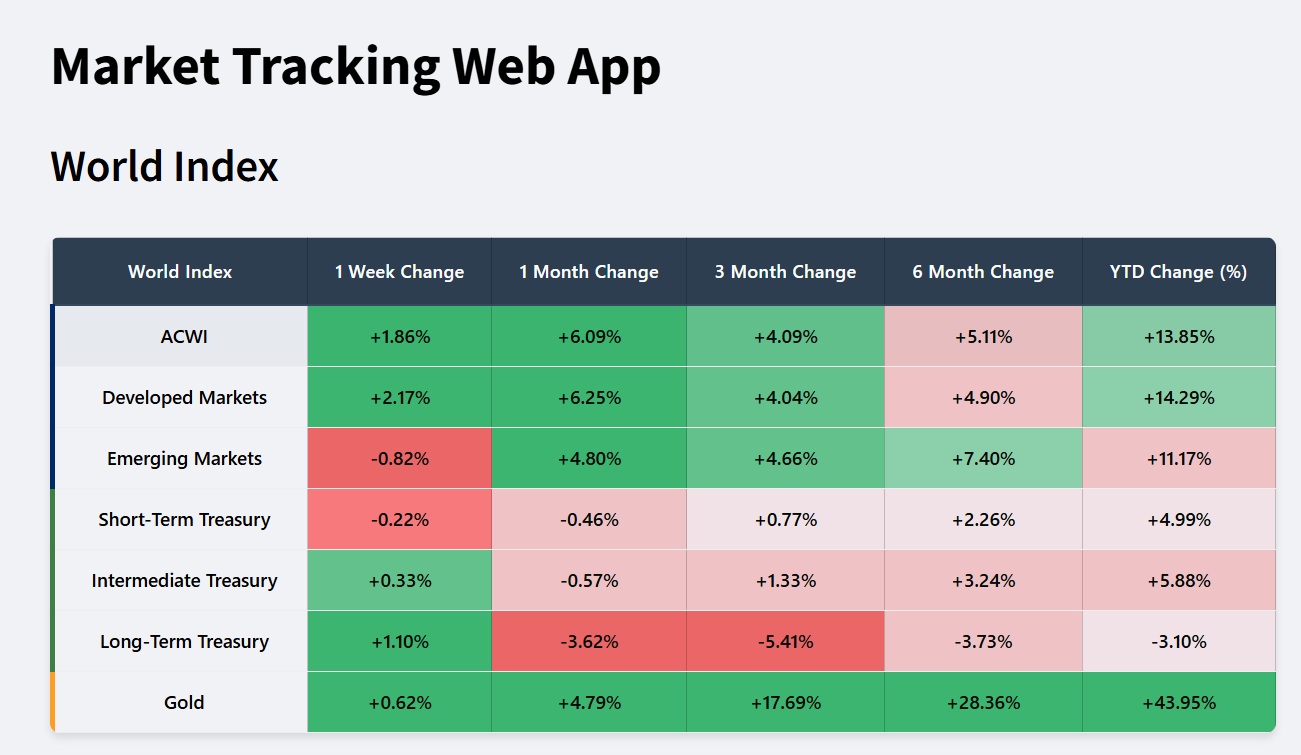 Market Tracking Web App
World Index
World Index 1 Week Change 1 Month Change 3 Month Change 6 Month Change YTD Change (%)
ACWI +1.86% +6.09% +4.09% +5.11% +13.85%
Developed Markets +2.17% +6.25% +4.04% +4.90% +14.29%
Emerging Markets -0.82% +4.80% +4.66% +7.40% +11.17%
Short-Term Treasury -0.22% -0.46% +0.77% +2.26% +4.99%
Intermediate Treasury +0.33% -0.57% +1.33% +3.24% +5.88%
Long-Term Treasury +1.10% -3.62% -5.41% -3.73% -3.10%
Gold +0.62% +4.79% +17.69% +28.36% +43.95%